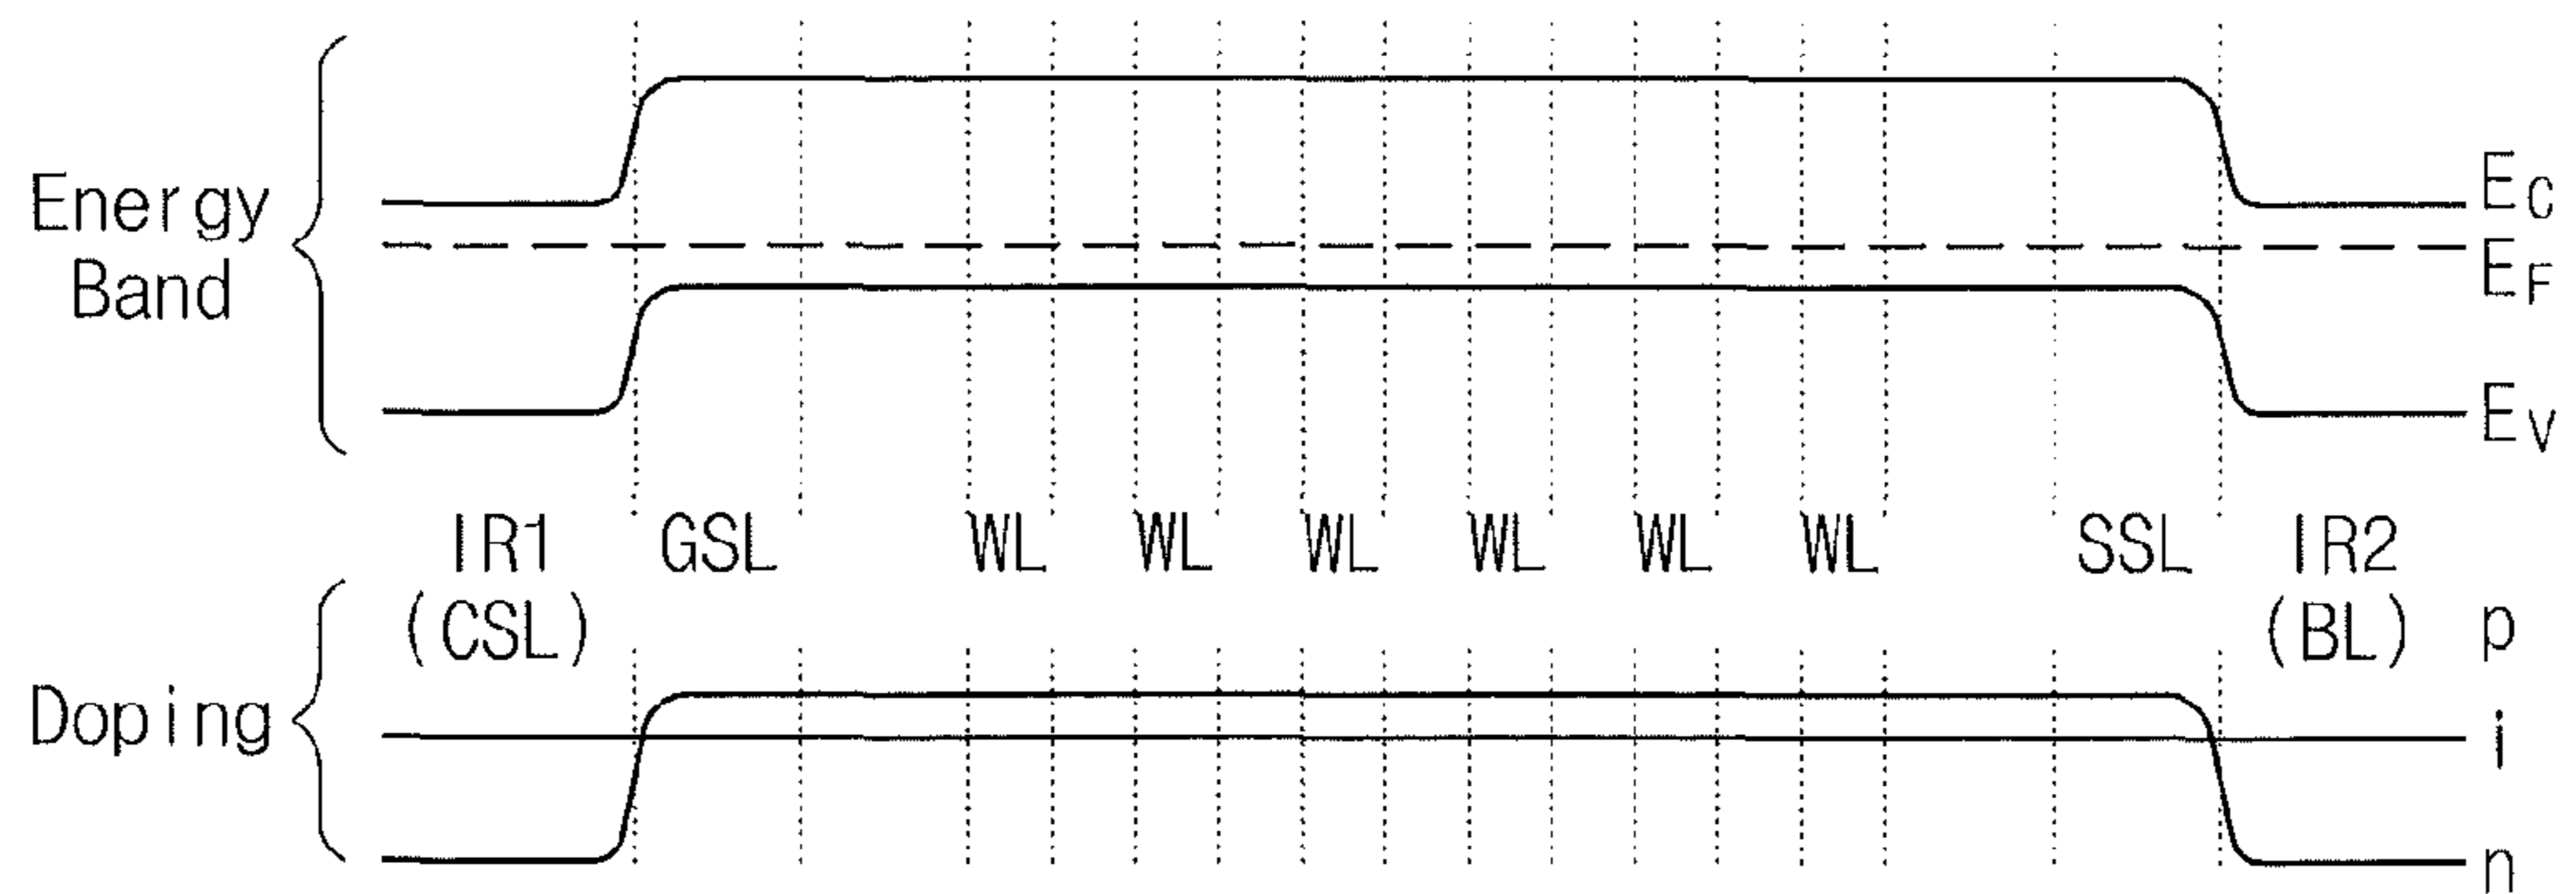 Energy
Band
EC
EF
EV
IR1 GSL WL WL WL WL WL WL SSL IR2
(CSL) (BL) p
Doping
i
n